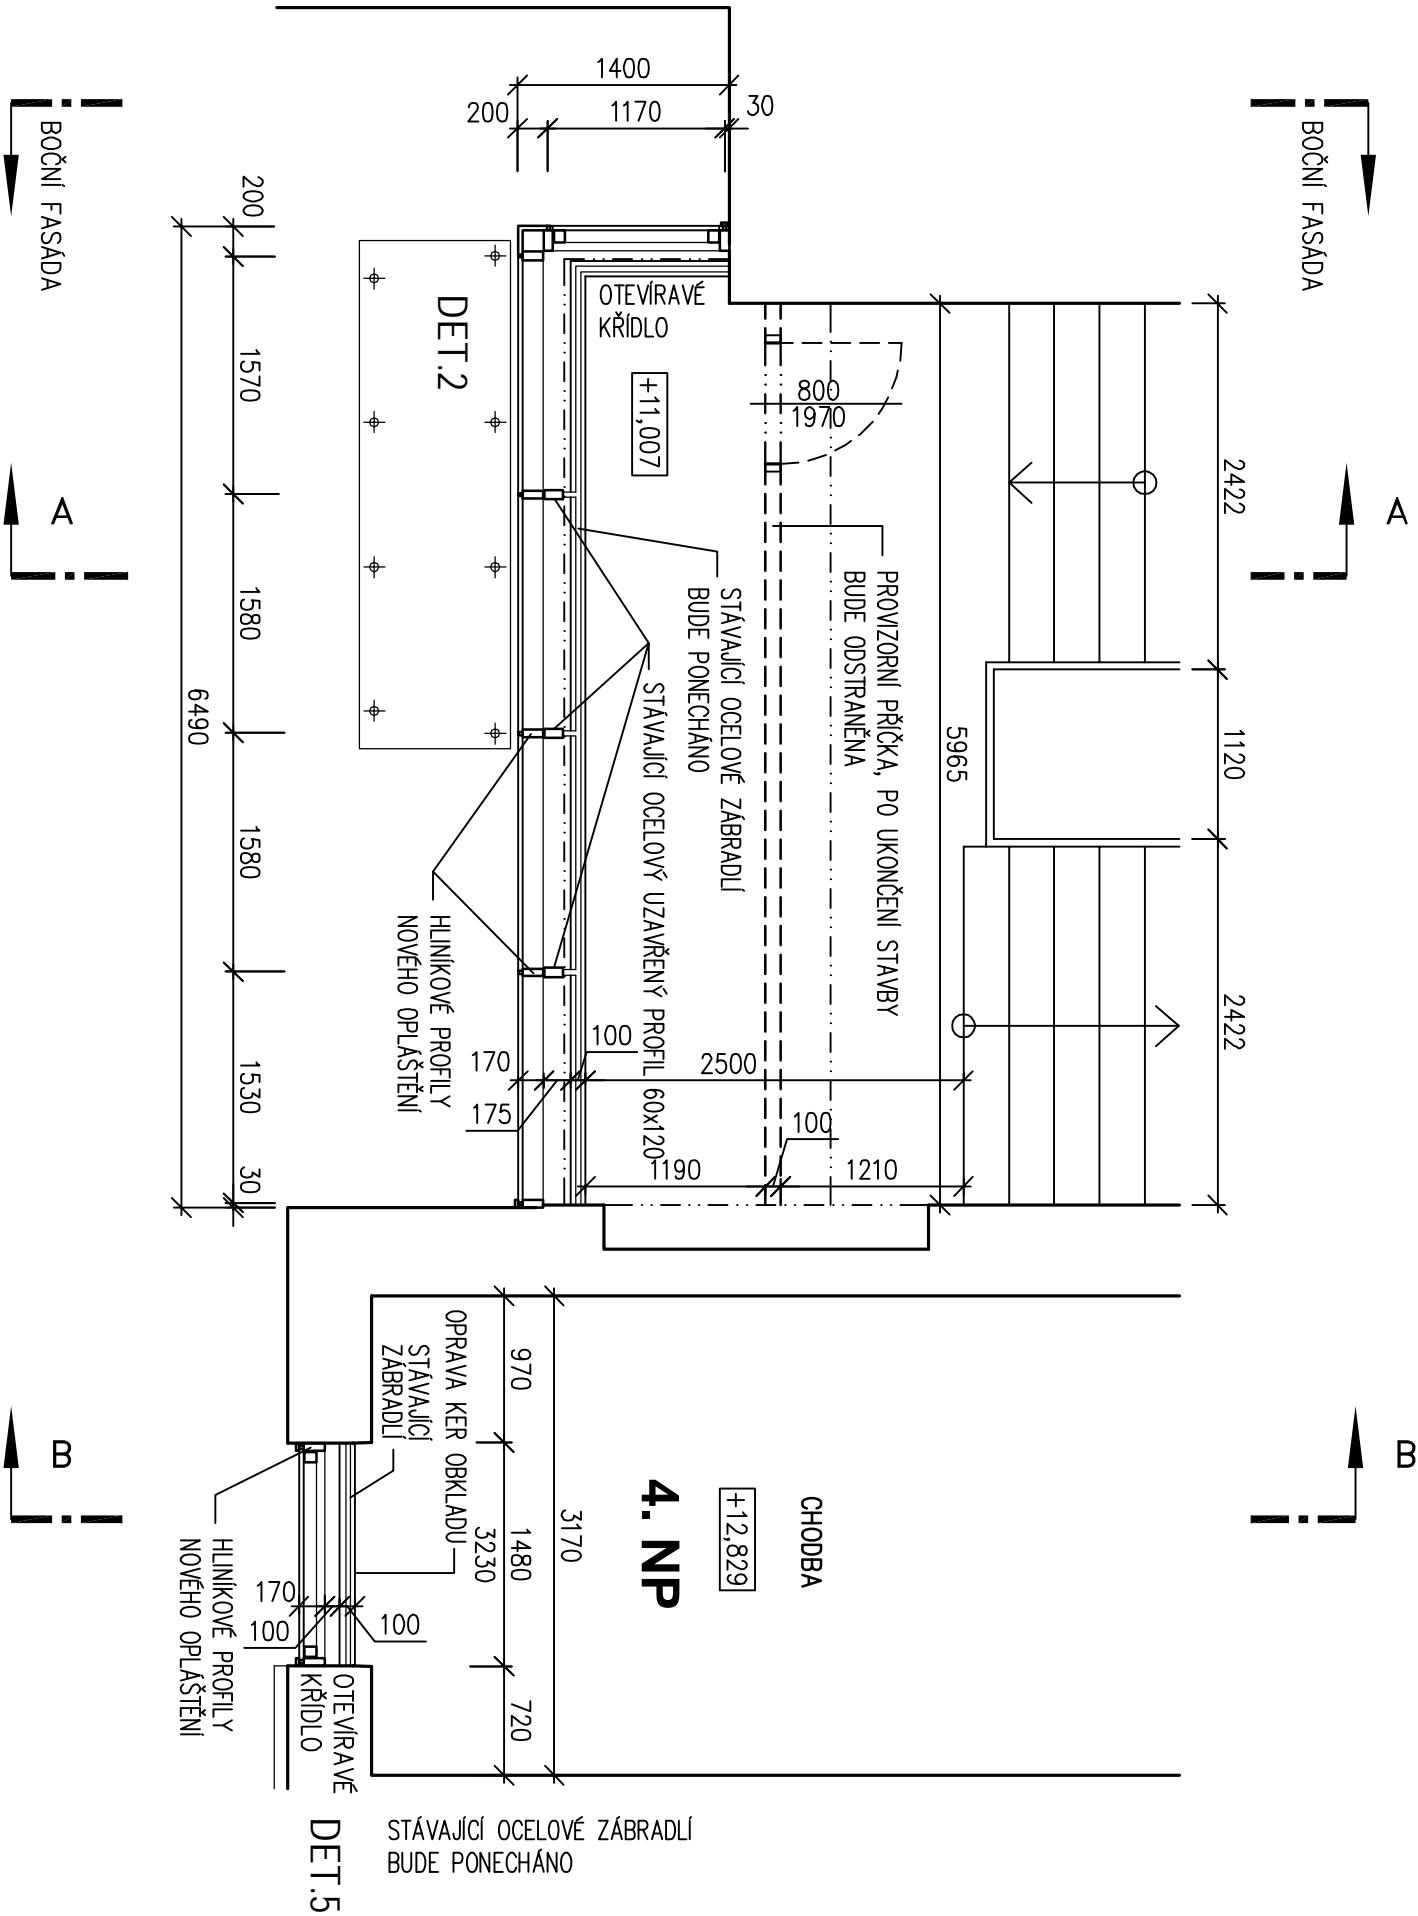 1400
200
1170
30
BOČNÍ FASÁDA
BOČNÍ FASÁDA
200
1570
1580
1580
1530
30
6490
DET.2
OTEVÍRAVÉ
KŘÍDLO
+11,007
800
1970
2422
1120
2422
5965
A
A
PROVIZORNÍ PŘÍČKA, PO UKONČENÍ STAVBY
BUDE ODSTRANĚNA
STÁVAJÍCÍ OCELOVÉ ZÁBRADLÍ
BUDE PONECHÁNO
STÁVAJÍCÍ OCELOVÝ UZAVŘENÝ PROFIL 60x120
HLINÍKOVÉ PROFILY
NOVÉHO OPLÁŠTĚNÍ
170
175
100
2500
100
1190
1210
970
1480
720
3230
3170
OPRAVA KER OBKLADU
STÁVAJÍCÍ
ZÁBRADLÍ
B
B
CHODBA
+12,829
4. NP
170
100
100
HLINÍKOVÉ PROFILY
NOVÉHO OPLÁŠTĚNÍ
OTEVÍRAVÉ
KŘÍDLO
DET.5
STÁVAJÍCÍ OCELOVÉ ZÁBRADLÍ
BUDE PONECHÁNO